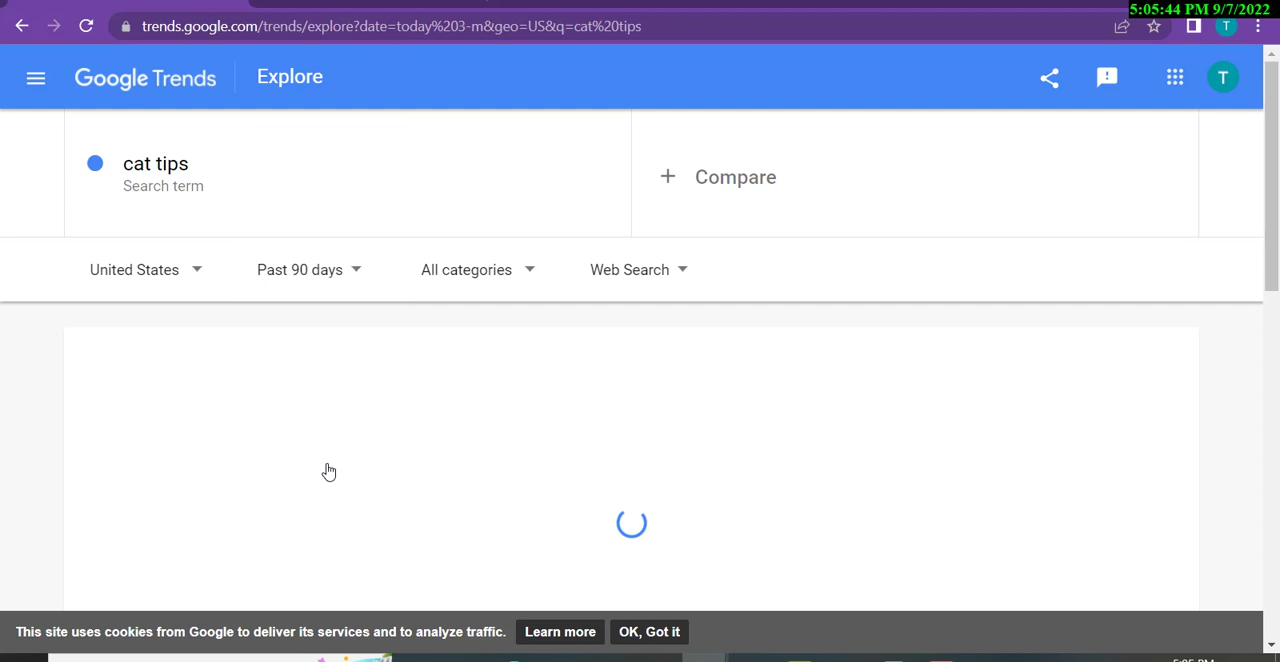 5:05:44 PM 9/7/2022
trends.google.com/trends/explore?date=today%203-m&geo=US&q=cat%20tips
T
Google Trends
Explore
T
cat tips
Search term
+ Compare
United States
Past 90 days
All categories
Web Search
This site uses cookies from Google to deliver its services and to analyze traffic.
Learn more
OK, Got it